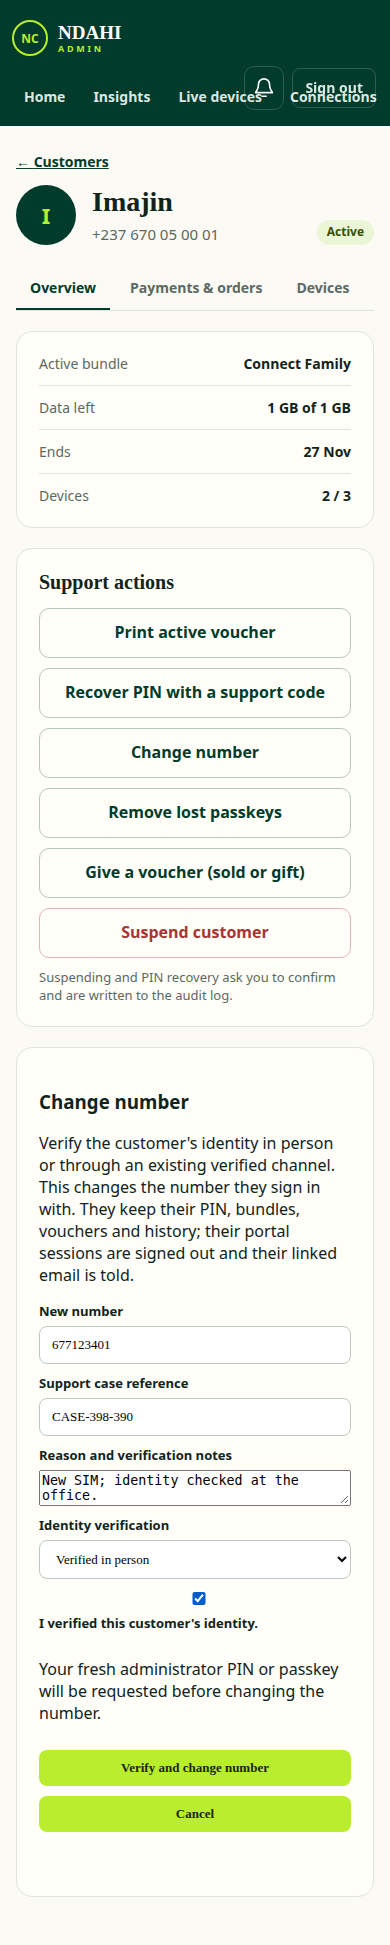 NC
NDAHI
ADMIN
Home
Insights
Live devices
Sign out
Connections
← Customers
I
Imajin
+237 670 05 00 01
Active
Overview
Payments & orders
Devices
Active bundle
Connect Family
Data left
1 GB of 1 GB
Ends
27 Nov
Devices
2 / 3
Support actions
Print active voucher
Recover PIN with a support code
Change number
Remove lost passkeys
Give a voucher (sold or gift)
Suspend customer
Suspending and PIN recovery ask you to confirm
and are written to the audit log.
Change number
Verify the customer's identity in person
or through an existing verified channel.
This changes the number they sign in
with. They keep their PIN, bundles,
vouchers and history; their portal
sessions are signed out and their linked
email is told.
New number
677123401
Support case reference
CASE-398-390
Reason and verification notes
New SIM; identity checked at the
office.
Identity verification
Verified in person
I verified this customer's identity.
Your fresh administrator PIN or passkey
will be requested before changing the
number.
Verify and change number
Cancel